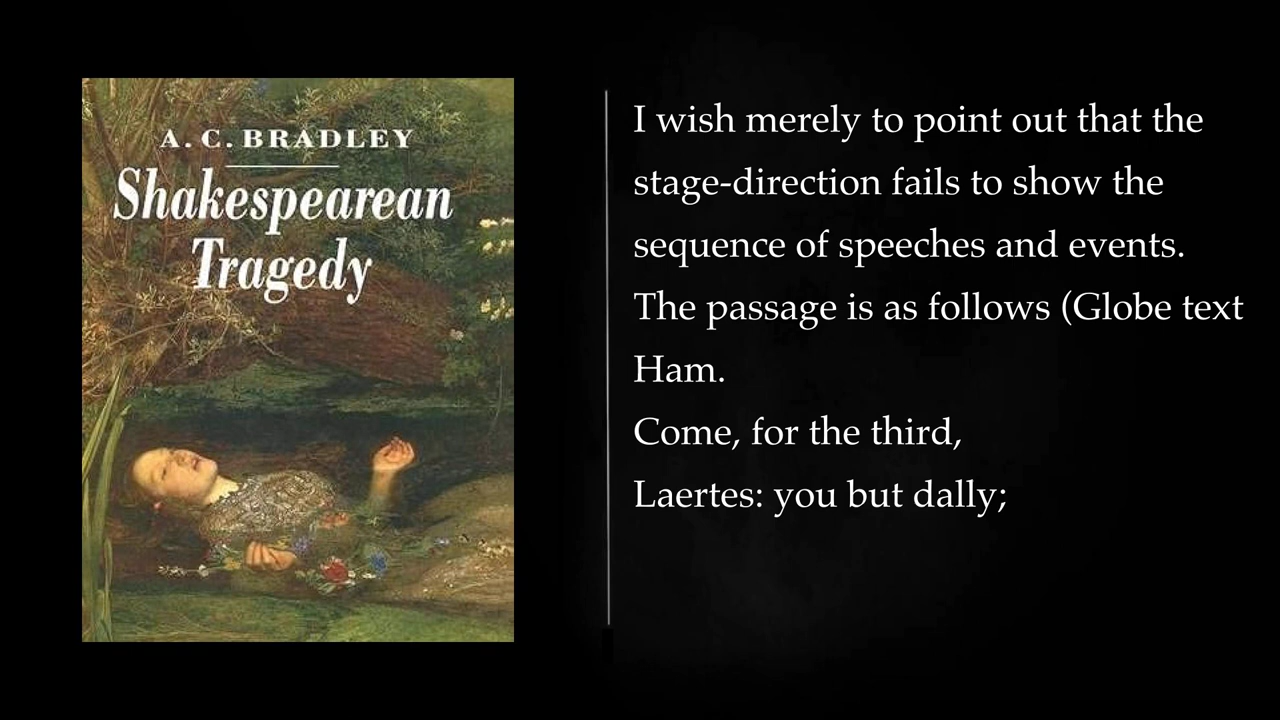 A. C. BRADLEY
Shakespearean
Tragedy
I wish merely to point out that the
stage-direction fails to show the
sequence of speeches and events.
The passage is as follows (Globe text
Ham.
Come, for the third,
Laertes: you but dally;